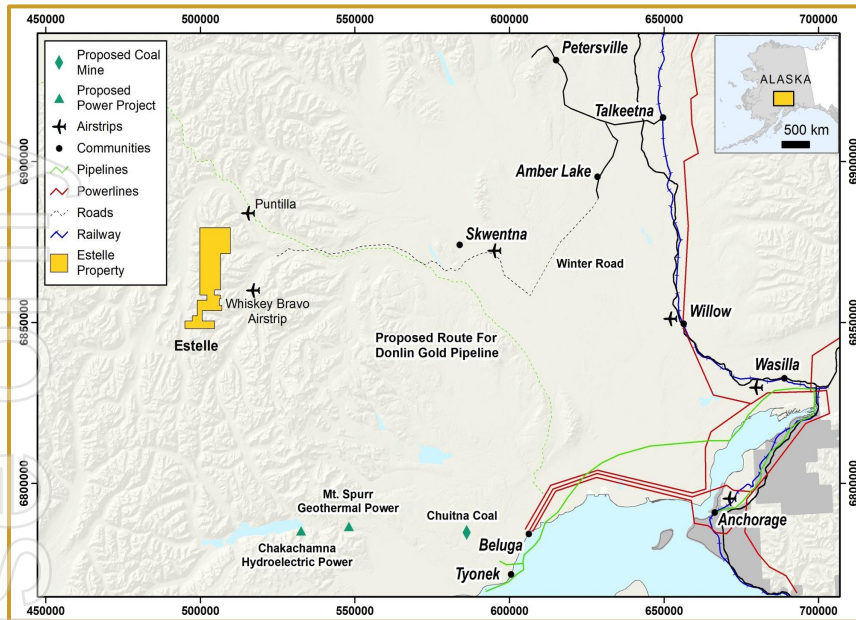 450000 500000 550000 600000 650000 700000
Proposed Coal
Mine
Proposed
Power Project
Airstrips
Communities
Pipelines
Powerlines
Roads
Railway
Estelle
Property
Petersville
Talkeetna
ALASKA
500 km
6900000
6900000
Amber Lake
Puntilla
Skwentna
Winter Road
Whiskey Bravo
Airstrip
6850000
6850000
Willow
Estelle
Proposed Route For
Donlin Gold Pipeline
Wasilla
6800000
6800000
Mt. Spurr
Geothermal Power
Chuitna Coal
Anchorage
Chakachamna
Hydroelectric Power
Beluga
Tyonek
450000 500000 550000 600000 650000 700000